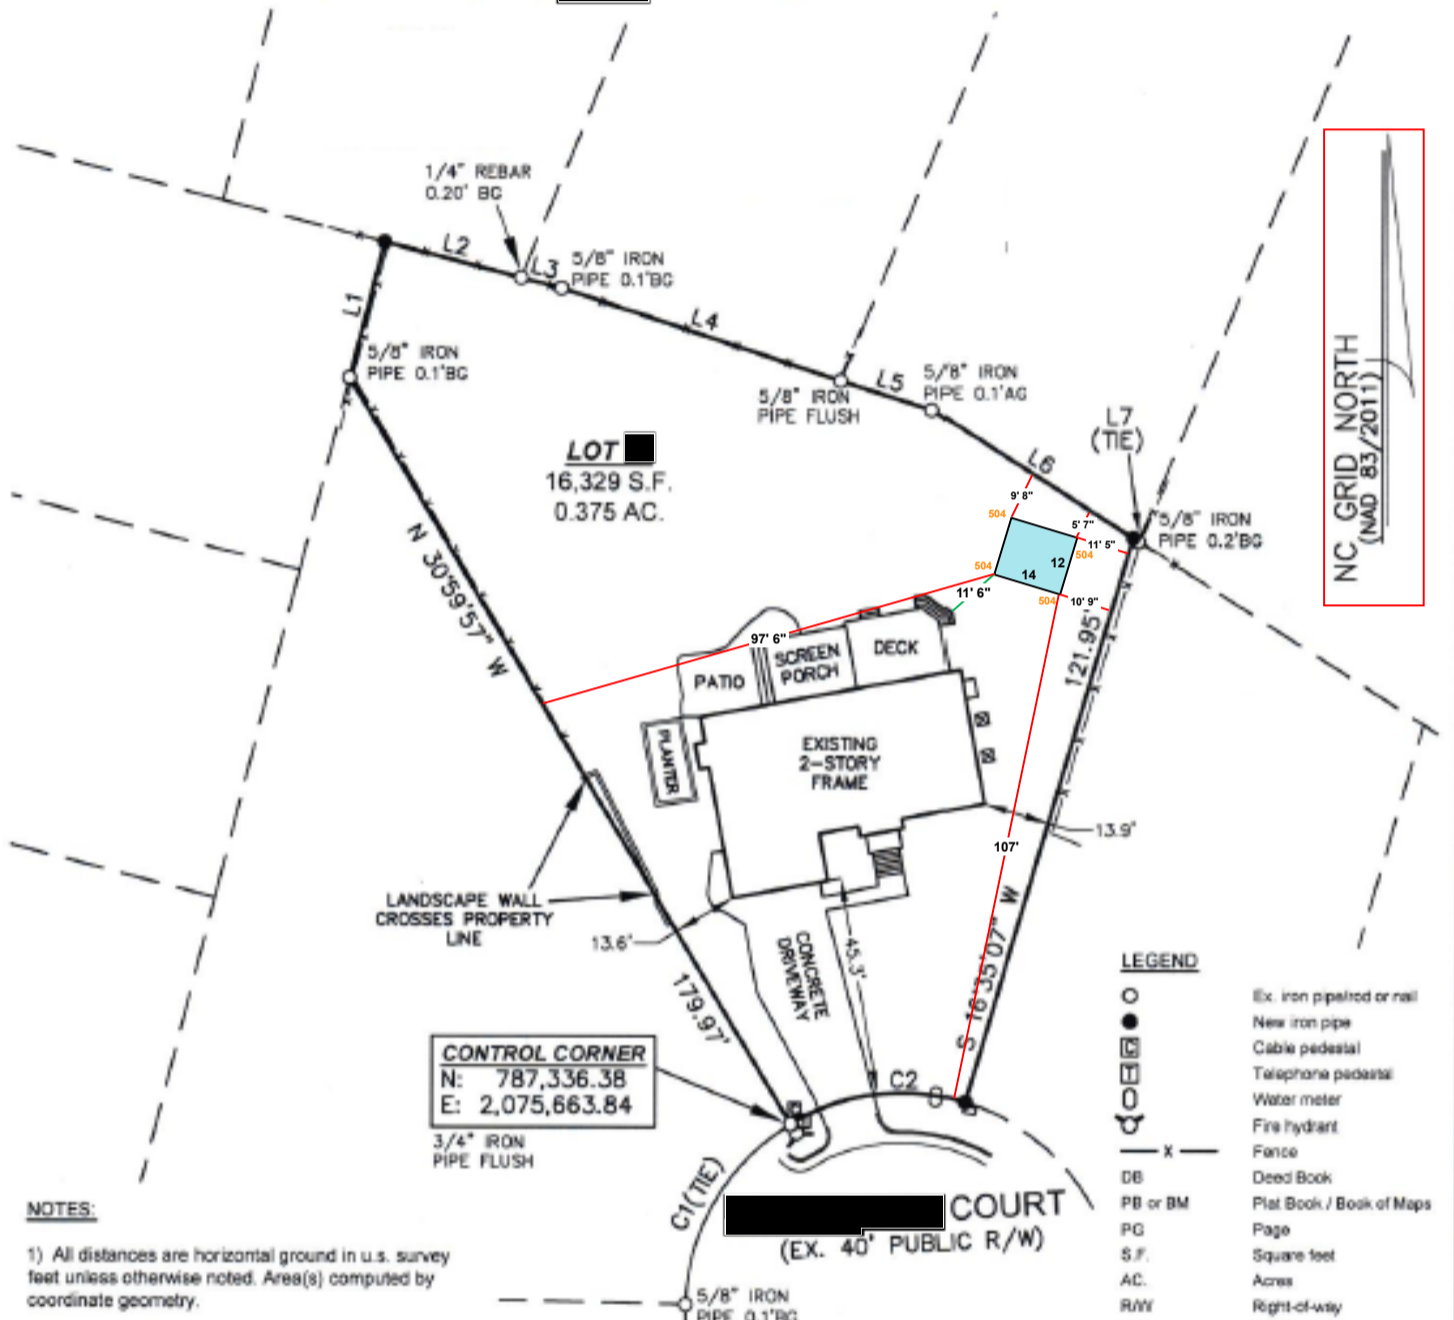 1/4" REBAR
0.20' BG
L2
L3
5/8" IRON
PIPE 0.1'BG
L1
L4
5/8" IRON
PIPE 0.1'BG
L5
5/8" IRON
PIPE 0.1'AG
5/8" IRON
PIPE FLUSH
L7
(TIE)
L6
LOT
16,329 S.F.
0.375 AC.
9' 8"
504
5' 7"
11' 5"
504
5/8" IRON
PIPE 0.2'BG
504
12
14
504
11' 6"
10' 9"
NC GRID NORTH
(NAD 83/2011)
N 30°59'57" W
97' 6"
121.95'
PATIO
SCREEN
PORCH
DECK
PLANTER
EXISTING
2-STORY
FRAME
13.9'
107'
LANDSCAPE WALL
CROSSES PROPERTY
LINE
13.6'
CONCRETE
DRIVEWAY
45.3'
S 16°35'07" W
179.97'
CONTROL CORNER
N: 787,336.38
E: 2,075,663.84
3/4" IRON
PIPE FLUSH
C2
C1(TIE)
COURT
(EX. 40' PUBLIC R/W)
5/8" IRON
PIPE 0.1'BG
LEGEND
Ex. iron pipe/rod or nail
New iron pipe
C Cable pedestal
T Telephone pedestal
Water meter
Fire hydrant
X Fence
DB Deed Book
PB or BM Plat Book / Book of Maps
PG Page
S.F. Square feet
AC. Acres
R/W Right-of-way
NOTES:
1) All distances are horizontal ground in u.s. survey
feet unless otherwise noted. Area(s) computed by
coordinate geometry.